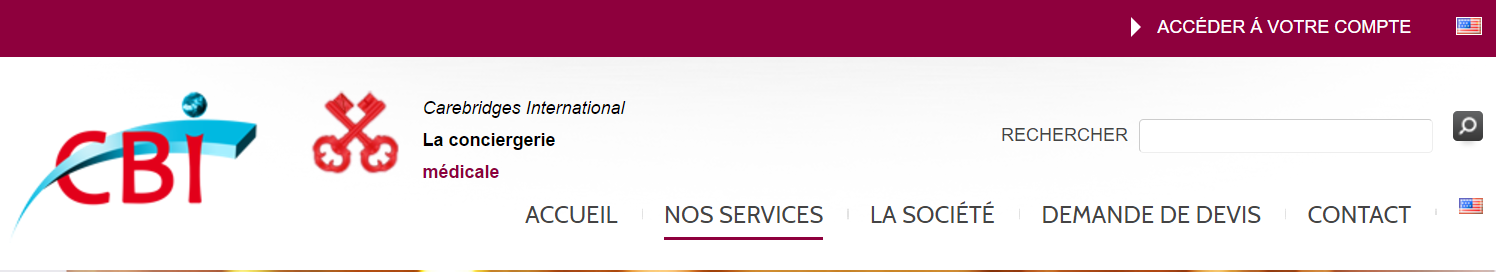 ACCÉDER Á VOTRE COMPTE
CBI
Carebridges International
La conciergerie
médicale
RECHERCHER
ACCUEIL
NOS SERVICES
LA SOCIÉTÉ
DEMANDE DE DEVIS
CONTACT